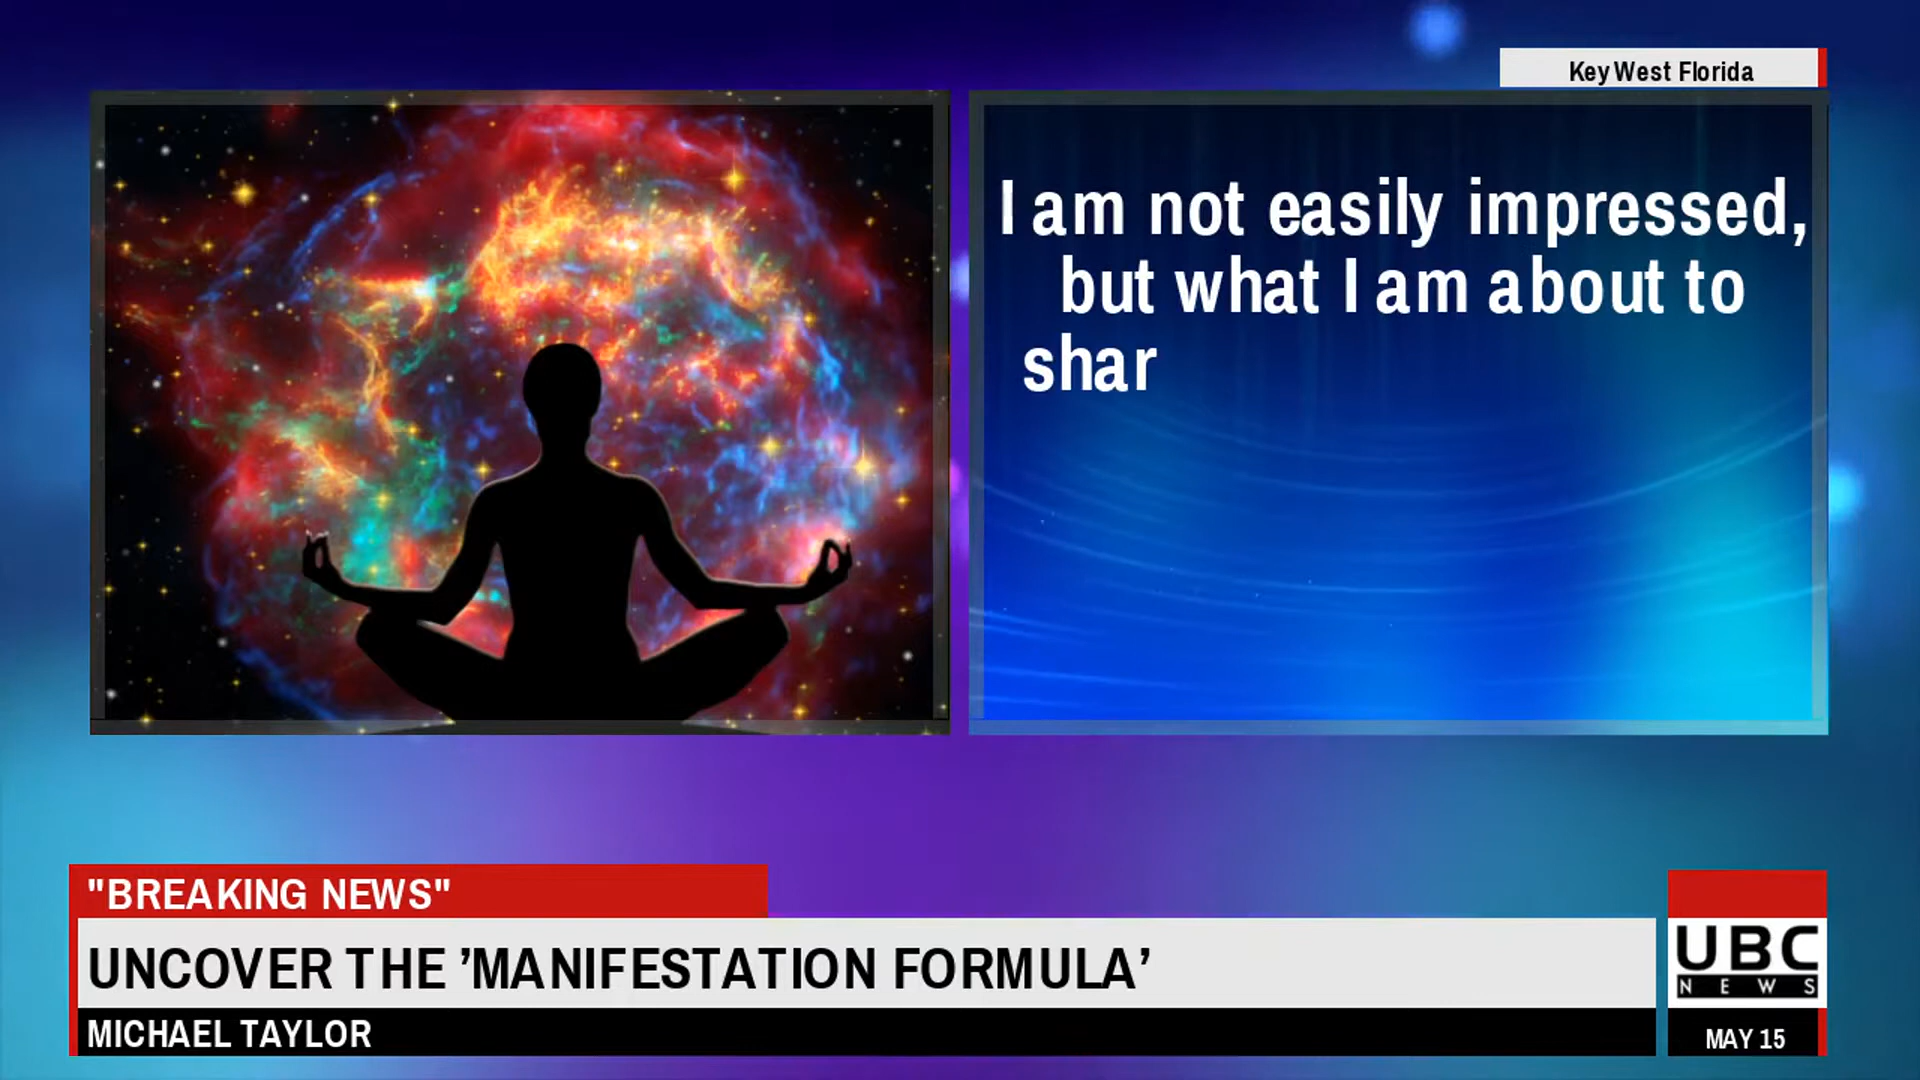 Key West Florida
I am not easily impressed,
but what I am about to
shar
"BREAKING NEWS"
UNCOVER THE 'MANIFESTATION FORMULA'
MICHAEL TAYLOR
UBC
NEWS
MAY 15